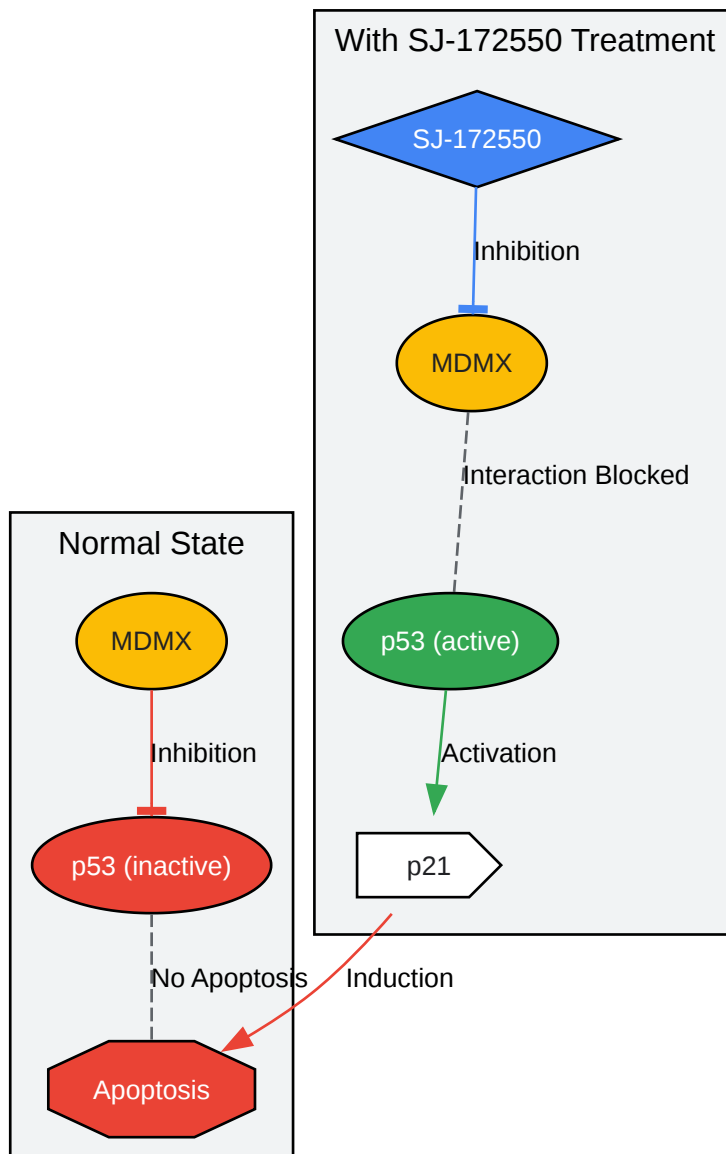 With SJ-172550 Treatment
SJ-172550
Inhibition
MDMX
Interaction Blocked
p53 (active)
Activation
p21
Induction
Normal State
MDMX
Inhibition
p53 (inactive)
No Apoptosis
Apoptosis